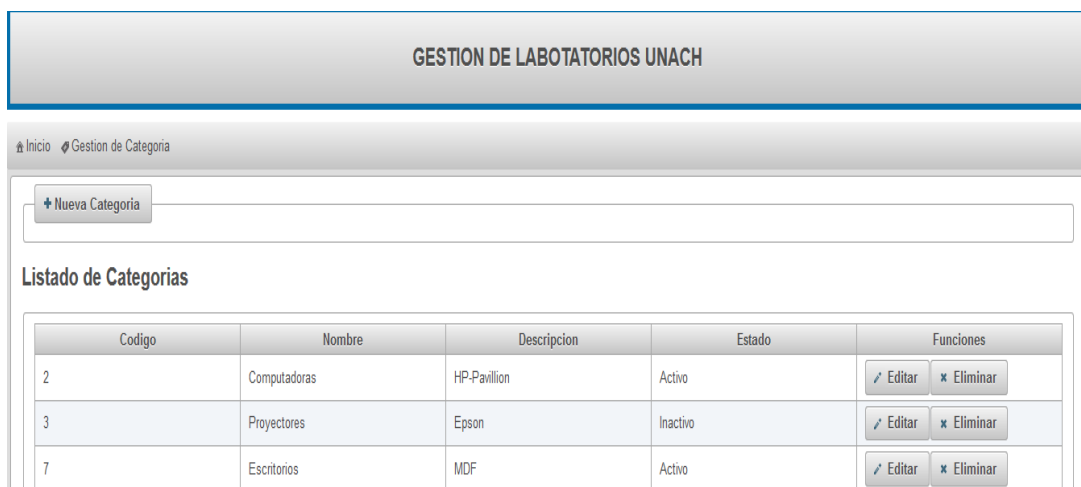 GESTION DE LABOTATORIOS UNACH
Inicio Gestion de Categoria
Nueva Categoria
Listado de Categorias
Codigo Nombre Descripcion Estado Funciones
2 Computadoras HP-Pavillion Activo Editar Eliminar
3 Proyectores Epson Inactivo Editar Eliminar
7 Escritorios MDF Activo Editar Eliminar